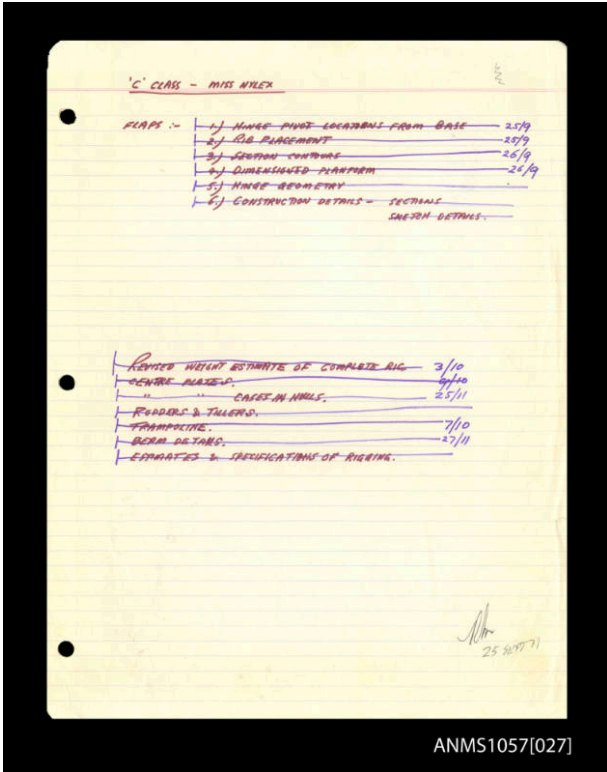 'C' CLASS - MISS NYLEX
FLAPS :- 1.) HINGE PIVOT LOCATIONS FROM BASE 25/9
2.) RIB PLACEMENT 25/9
3.) SECTION CONTOURS 26/9
4.) DIMENSIONED PLANFORM 26/9
5.) HINGE GEOMETRY
6.) CONSTRUCTION DETAILS - SECTIONS
SKETCH DETAILS.
REVISED WEIGHT ESTIMATE OF COMPLETE RIG 3/10
CENTRE PLATES. 9/10
" " CASES IN HULLS. 25/11
RUDDERS & TILLERS.
TRAMPOLINE. 7/10
BEAM DETAILS. 27/11
ESTIMATES & SPECIFICATIONS OF RIGGING.
25 SEPT 71
ANMS1057[027]